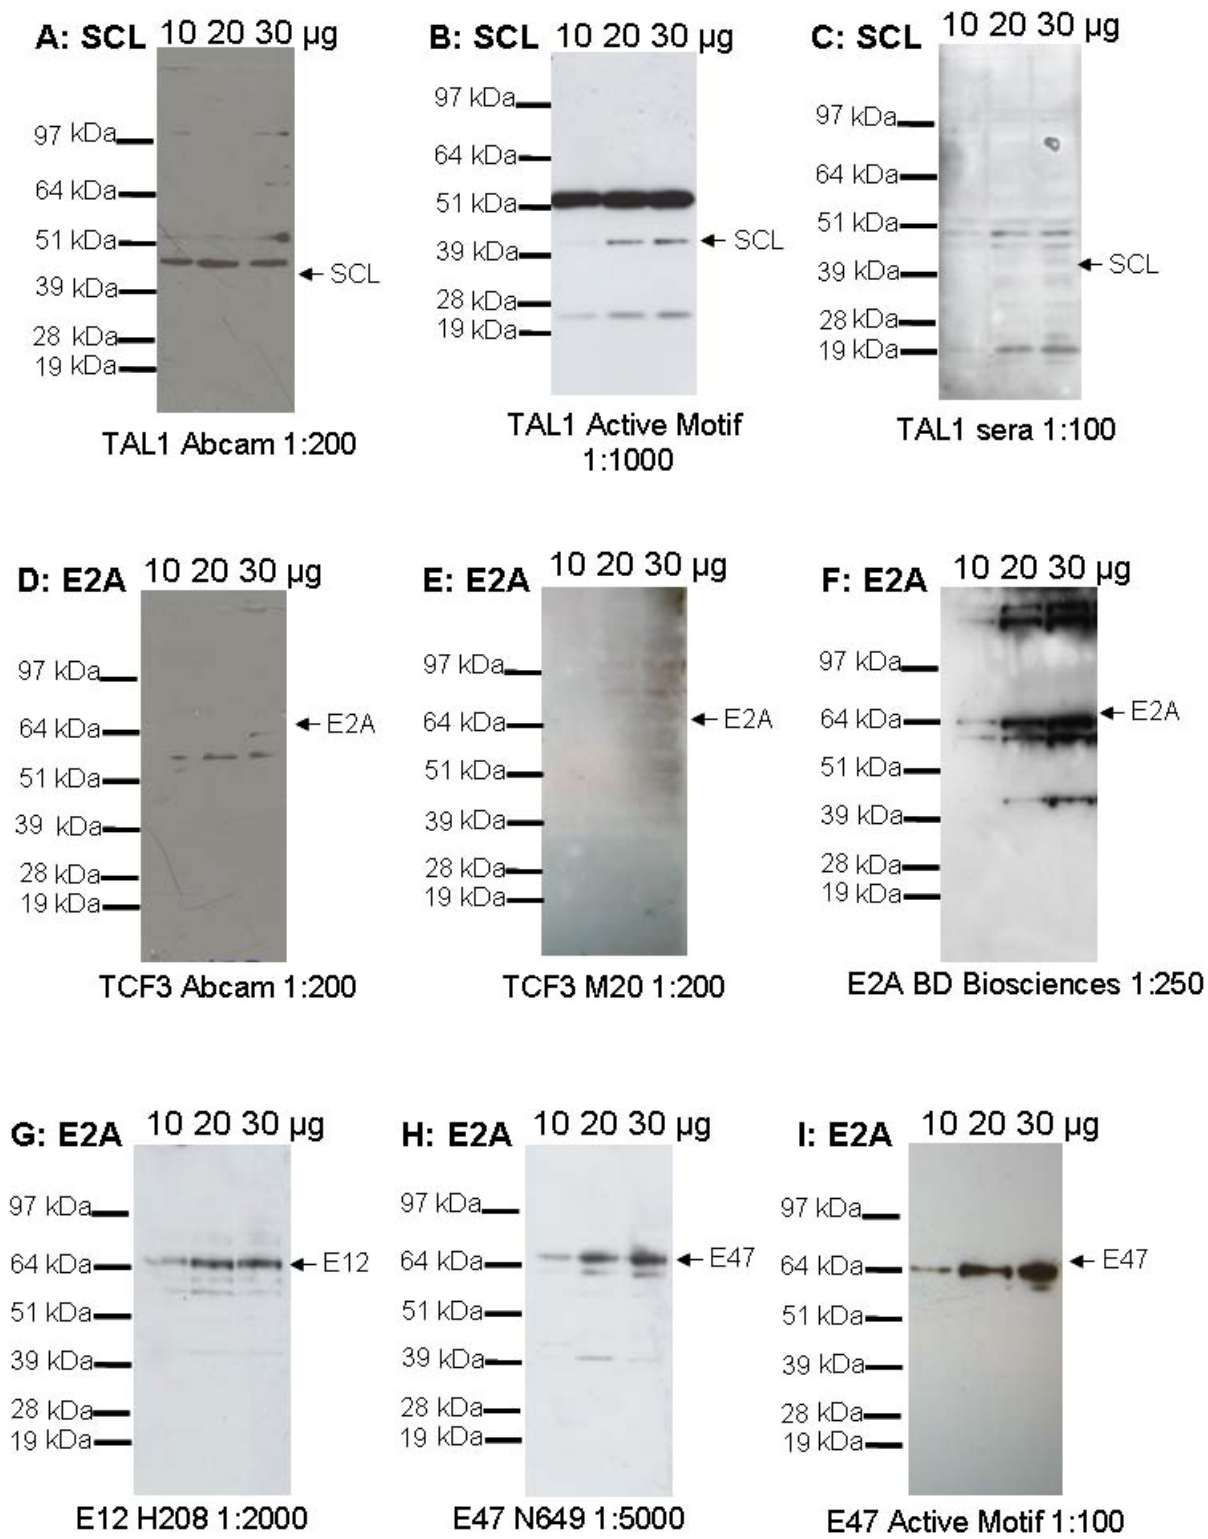 A: SCL 10 20 30 µg
97 kDa
64 kDa
51 kDa
39 kDa
28 kDa
19 kDa
SCL
TAL1 Abcam 1:200
B: SCL 10 20 30 µg
97 kDa
64 kDa
51 kDa
39 kDa
28 kDa
19 kDa
SCL
TAL1 Active Motif
1:1000
C: SCL 10 20 30 µg
97 kDa
64 kDa
51 kDa
39 kDa
28 kDa
19 kDa
SCL
TAL1 sera 1:100
D: E2A 10 20 30 µg
97 kDa
64 kDa
51 kDa
39 kDa
28 kDa
19 kDa
E2A
TCF3 Abcam 1:200
E: E2A 10 20 30 µg
97 kDa
64 kDa
51 kDa
39 kDa
28 kDa
19 kDa
E2A
TCF3 M20 1:200
F: E2A 10 20 30 µg
97 kDa
64 kDa
51 kDa
39 kDa
28 kDa
19 kDa
E2A
E2A BD Biosciences 1:250
G: E2A 10 20 30 µg
97 kDa
64 kDa
51 kDa
39 kDa
28 kDa
19 kDa
E12
E12 H208 1:2000
H: E2A 10 20 30 µg
97 kDa
64 kDa
51 kDa
39 kDa
28 kDa
19 kDa
E47
E47 N649 1:5000
I: E2A 10 20 30 µg
97 kDa
64 kDa
51 kDa
39 kDa
28 kDa
19 kDa
E47
E47 Active Motif 1:100